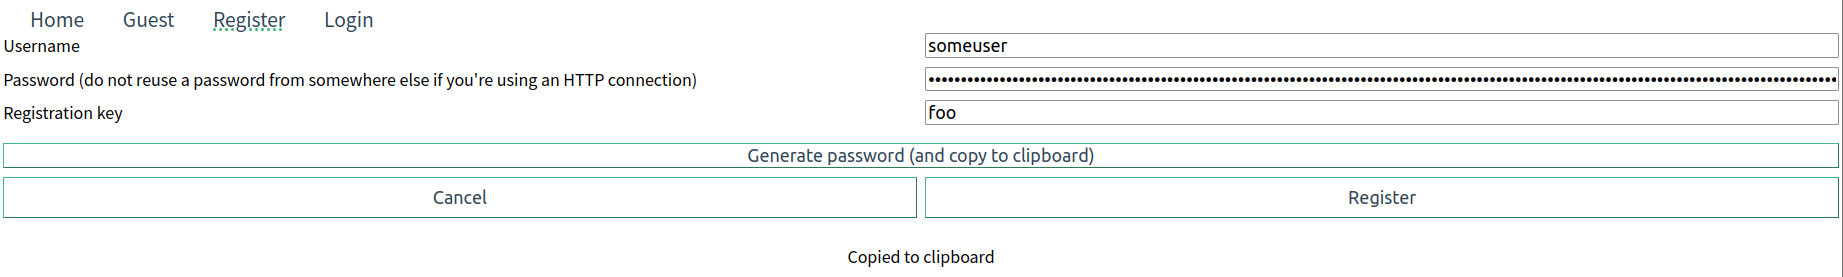 Home Guest Register Login
Username someuser
Password (do not reuse a password from somewhere else if you're using an HTTP connection)
Registration key foo
Generate password (and copy to clipboard)
Cancel Register
Copied to clipboard